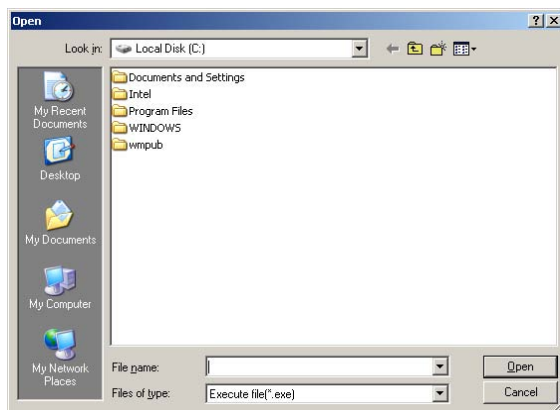 Open
Look in: Local Disk (C:)
My Recent Documents
Desktop
My Documents
My Computer
My Network Places
Documents and Settings
Intel
Program Files
WINDOWS
wmpub
File name: Open
Files of type: Execute file(*.exe) Cancel